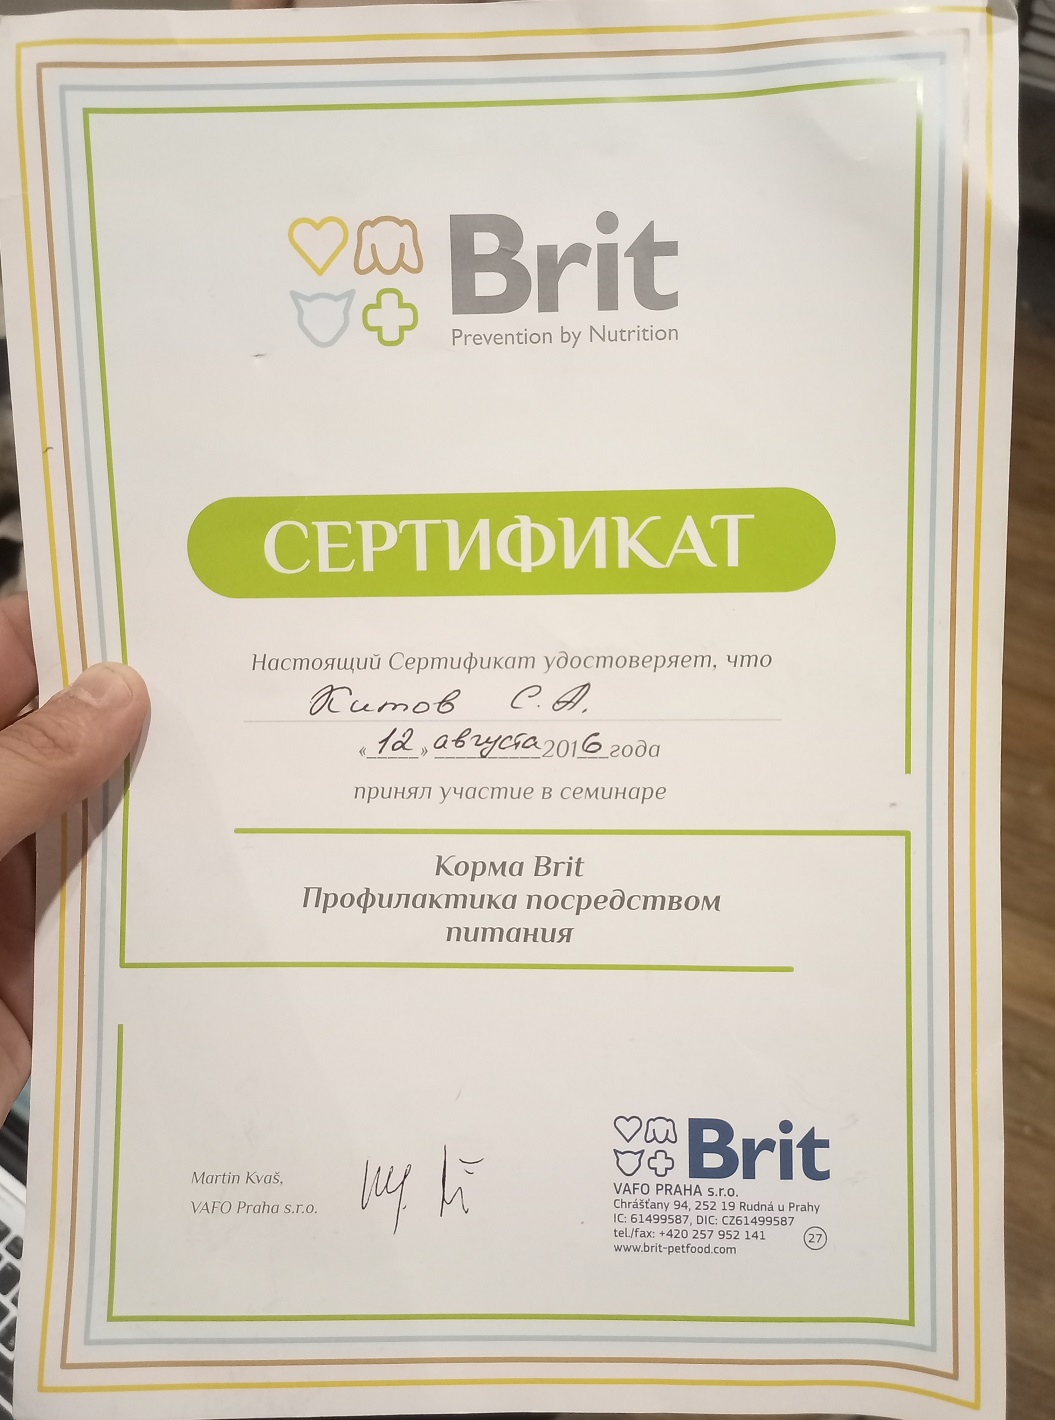 Brit
Prevention by Nutrition
СЕРТИФИКАТ
Настоящий Сертификат удостоверяет, что
Китов С. А.
« 12 » августа 2016 года
принял участие в семинаре
Корма Brit
Профилактика посредством
питания
Martin Kvaš,
VAFO Praha s.r.o.
Brit
VAFO PRAHA s.r.o.
Chrášťany 94, 252 19 Rudná u Prahy
IC: 61499587, DIC: CZ61499587
tel./fax: +420 257 952 141
27
www.brit-petfood.com